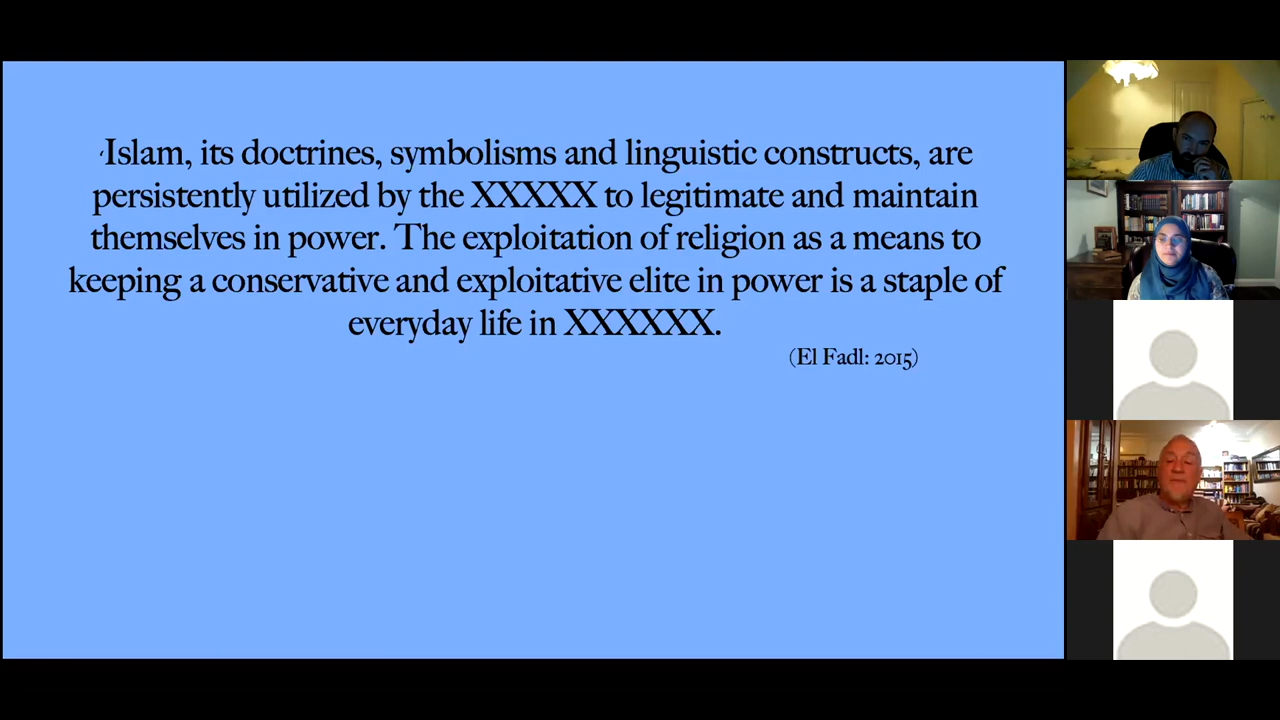 ‘Islam, its doctrines, symbolisms and linguistic constructs, are
persistently utilized by the XXXXX to legitimate and maintain
themselves in power. The exploitation of religion as a means to
keeping a conservative and exploitative elite in power is a staple of
everyday life in XXXXXX.
(El Fadl: 2015)